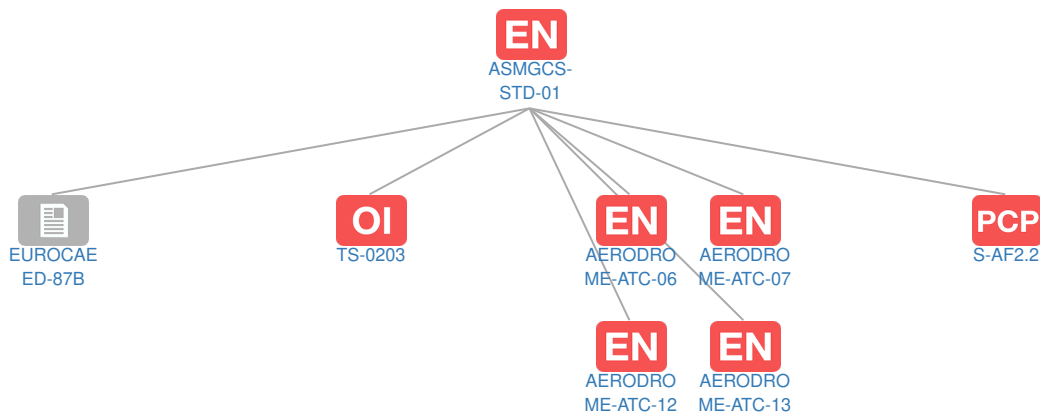 EN
ASMGCS-
STD-01
EUROCAE
ED-87B
OI
TS-0203
EN
AERODRO
ME-ATC-06
EN
AERODRO
ME-ATC-07
PCP
S-AF2.2
EN
AERODRO
ME-ATC-12
EN
AERODRO
ME-ATC-13